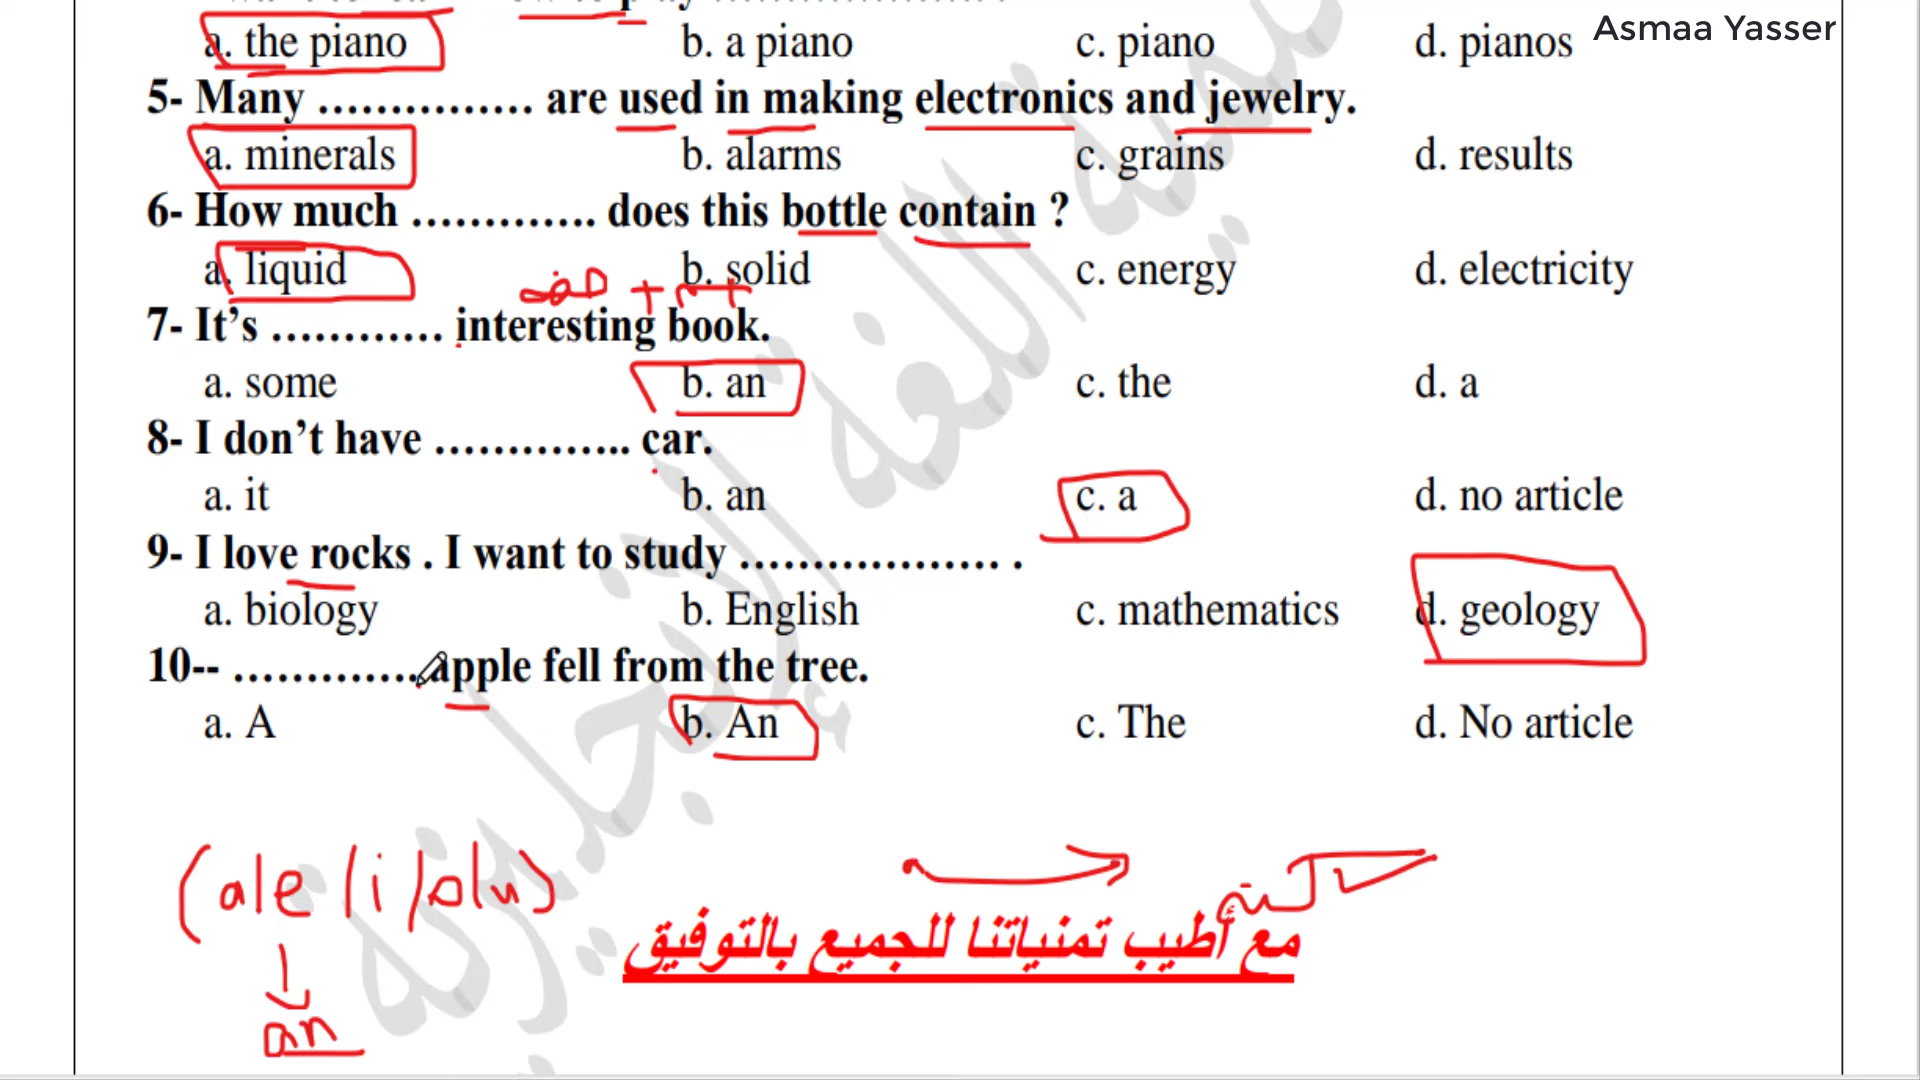 Asmaa Yasser
a. the piano b. a piano c. piano d. pianos
5- Many …………… are used in making electronics and jewelry.
a. minerals b. alarms c. grains d. results
6- How much …………. does this bottle contain ?
a. liquid b. solid c. energy d. electricity
7- It’s ………… interesting book.
a. some b. an c. the d. a
8- I don’t have ………….. car.
a. it b. an c. a d. no article
9- I love rocks . I want to study ……………… .
a. biology b. English c. mathematics d. geology
10-- …………. apple fell from the tree.
a. A b. An c. The d. No article
(a/e/i/o/u)
an
مع أطيب تمنياتنا للجميع بالتوفيق